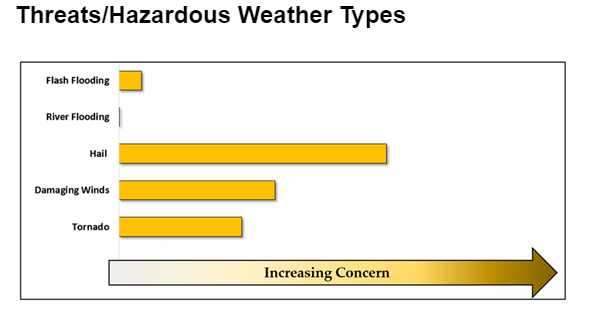 Threats/Hazardous Weather Types
Flash Flooding
River Flooding
Hail
Damaging Winds
Tornado
Increasing Concern